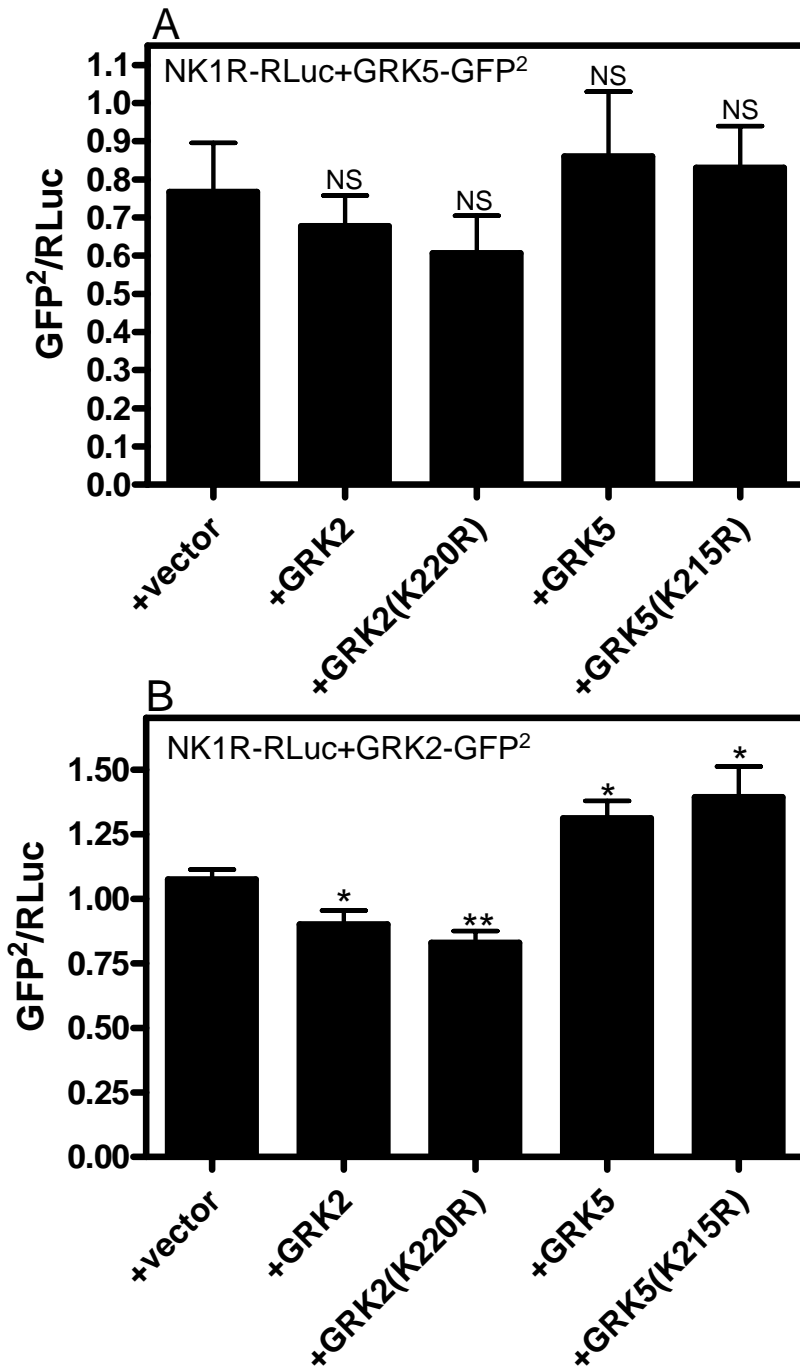 A
NK1R-RLuc+GRK5-GFP²
GFP²/RLuc
1.1
1.0
0.9
0.8
0.7
0.6
0.5
0.4
0.3
0.2
0.1
0.0
NS
NS
NS
NS
+vector
+GRK2
+GRK2(K220R)
+GRK5
+GRK5(K215R)
B
NK1R-RLuc+GRK2-GFP²
GFP²/RLuc
1.50
1.25
1.00
0.75
0.50
0.25
0.00
*
**
*
*
+vector
+GRK2
+GRK2(K220R)
+GRK5
+GRK5(K215R)